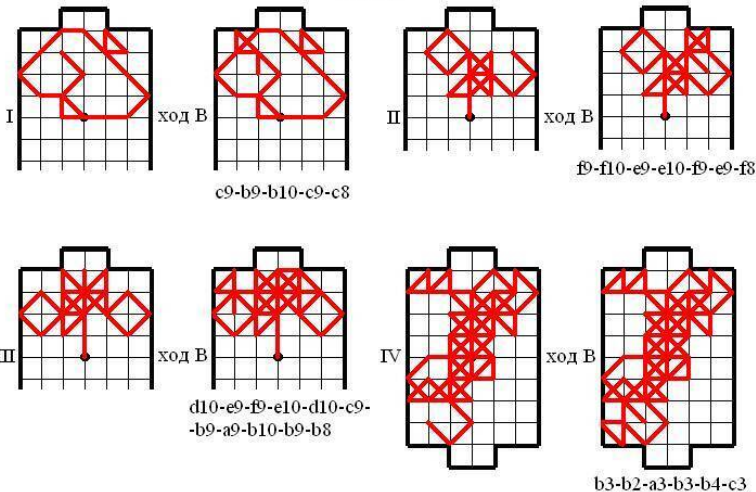 I ход В
c9-b9-b10-c9-c8
II ход В
f9-f10-e9-e10-f9-e9-f8
III ход В
d10-e9-f9-e10-d10-c9-
-b9-a9-b10-b9-b8
IV ход В
b3-b2-a3-b3-b4-c3